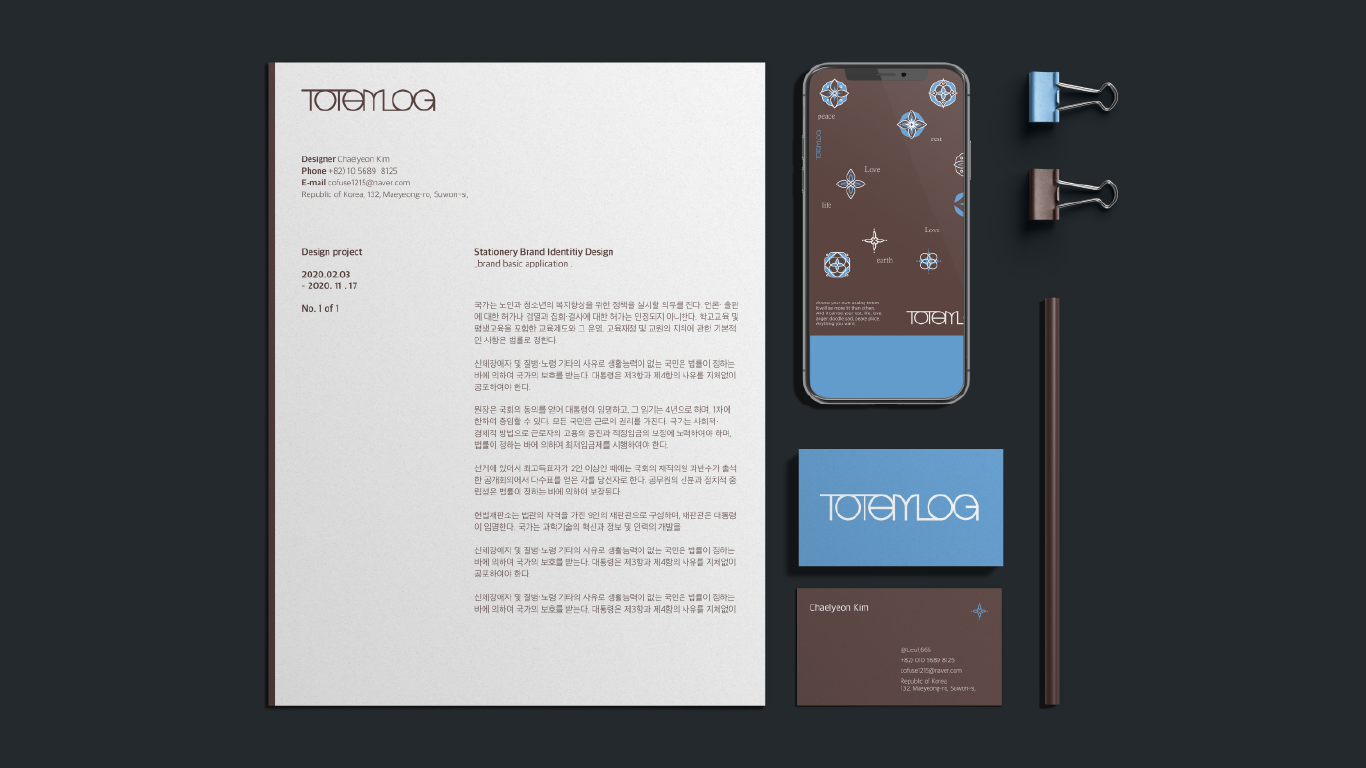 TOTEMLOG
Designer Chaelyeon Kim
Phone +82) 10 5689 8125
E-mail cofuse1215@naver.com
Republic of Korea, 132, Maeyeong-ro, Suwon-si,
Design project
2020.02.03
- 2020. 11 . 17
No. 1 of 1
Stationery Brand Identitiy Design
_brand basic application .
국가는 노인과 청소년의 복지향상을 위한 정책을 실시할 의무를 진다. 언론· 출판
에 대한 허가나 검열과 집회·결사에 대한 허가는 인정되지 아니한다. 학교교육 및
평생교육을 포함한 교육제도와 그 운영, 교육재정 및 교원의 지위에 관한 기본적
인 사항은 법률로 정한다.
신체장애자 및 질병·노령 기타의 사유로 생활능력이 없는 국민은 법률이 정하는
바에 의하여 국가의 보호를 받는다. 대통령은 제3항과 제4항의 사유를 지체없이
공포하여야 한다.
원장은 국회의 동의를 얻어 대통령이 임명하고, 그 임기는 4년으로 하며, 1차에
한하여 중임할 수 있다. 모든 국민은 근로의 권리를 가진다. 국가는 사회적·
경제적 방법으로 근로자의 고용의 증진과 적정임금의 보장에 노력하여야 하며,
법률이 정하는 바에 의하여 최저임금제를 시행하여야 한다.
선거에 있어서 최고득표자가 2인 이상인 때에는 국회의 재적의원 과반수가 출석
한 공개회의에서 다수표를 얻은 자를 당선자로 한다. 공무원의 신분과 정치적 중
립성은 법률이 정하는 바에 의하여 보장된다.
헌법재판소는 법관의 자격을 가진 9인의 재판관으로 구성하며, 재판관은 대통령
이 임명한다. 국가는 과학기술의 혁신과 정보 및 인력의 개발을
신체장애자 및 질병·노령 기타의 사유로 생활능력이 없는 국민은 법률이 정하는
바에 의하여 국가의 보호를 받는다. 대통령은 제3항과 제4항의 사유를 지체없이
공포하여야 한다.
신체장애자 및 질병·노령 기타의 사유로 생활능력이 없는 국민은 법률이 정하는
바에 의하여 국가의 보호를 받는다. 대통령은 제3항과 제4항의 사유를 지체없이
peace
rest
TOTEMLOG
Love
life
Love
earth
it will be more fit than other.
anger doodle pad, peace place.
Anything you want.
TOTEML
TOTEMLOG
Chaelyeon Kim
+82) 010 5689 8125
cofuse1215@naver.com
Republic of Korea,
132, Maeyeong-ro, Suwon-si,